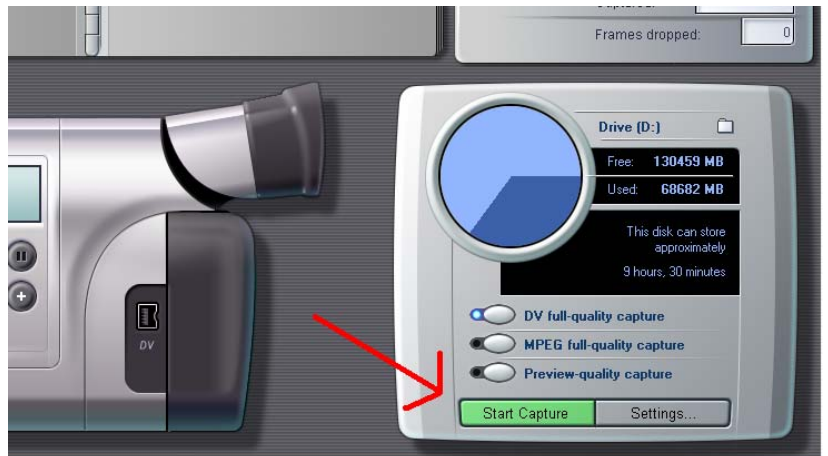 Frames dropped: 0
Drive (D:)
Free: 130459 MB
Used: 68682 MB
This disk can store
approximately
9 hours, 30 minutes
DV full-quality capture
MPEG full-quality capture
Preview-quality capture
DV
Start Capture Settings...